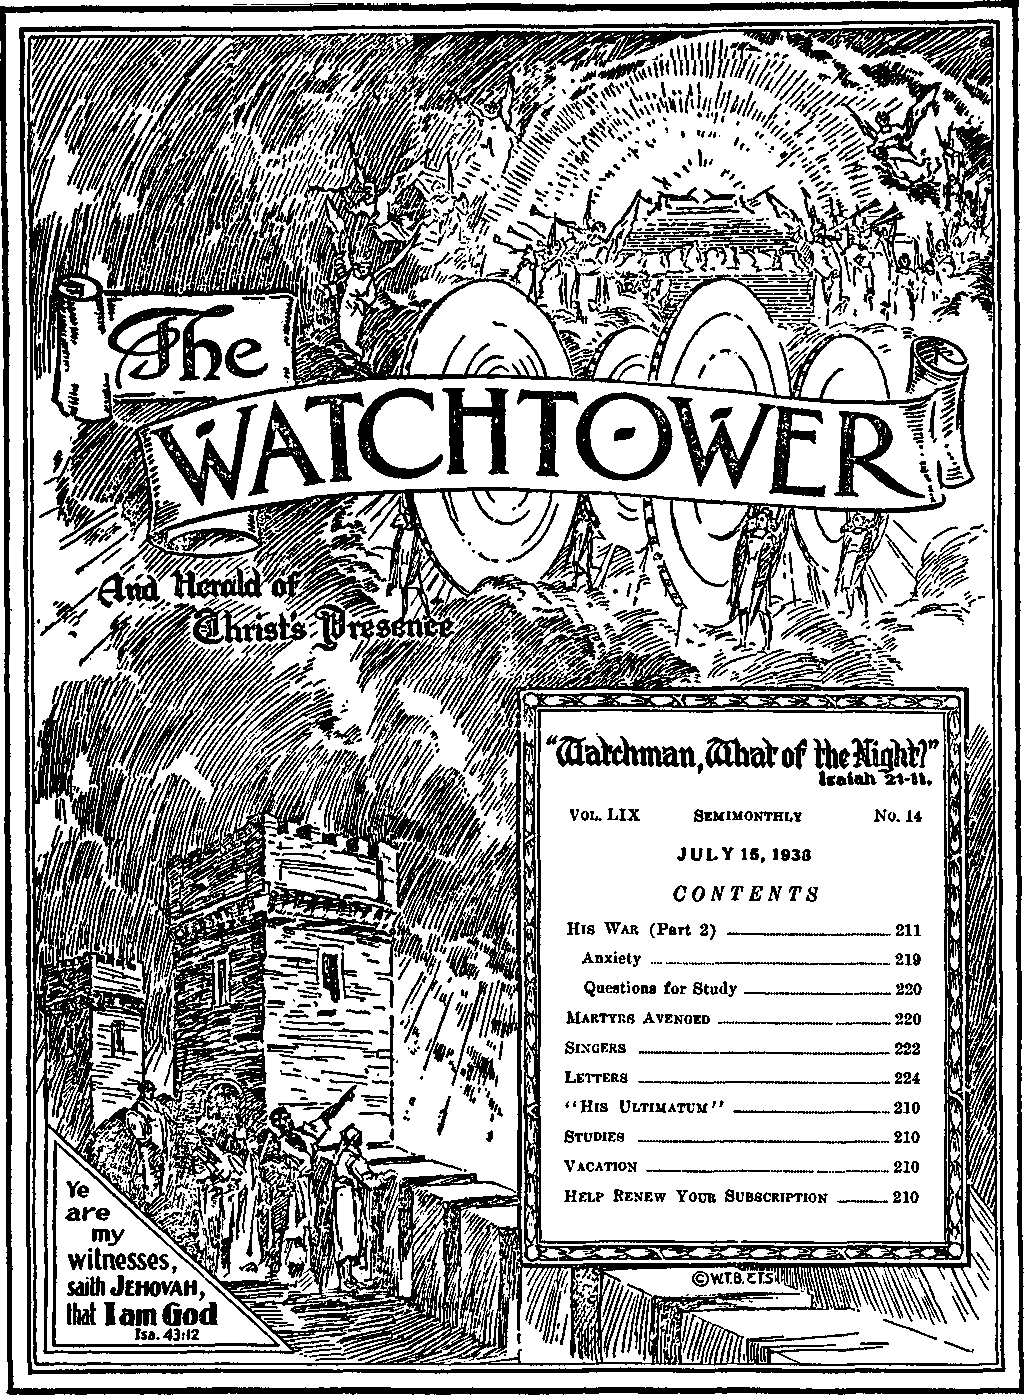 The
WATCHTOWER
And Herald of
Christ's Presence
"Watchman, What of the Night?"
Isaiah 21-11.
VOL. LIX SEMIMONTHLY No. 14
JULY 15, 1938
CONTENTS
HIS WAR (Part 2) 211
Anxiety 219
Questions for Study 220
MARTYRS AVENGED 220
SINGERS 222
LETTERS 224
"HIS ULTIMATUM" 210
STUDIES 210
VACATION 210
HELP RENEW YOUR SUBSCRIPTION 210
Ye
are
my
witnesses,
saith JEHOVAH,
that I am God
Isa. 43:12
©W.T.B.&T.S.